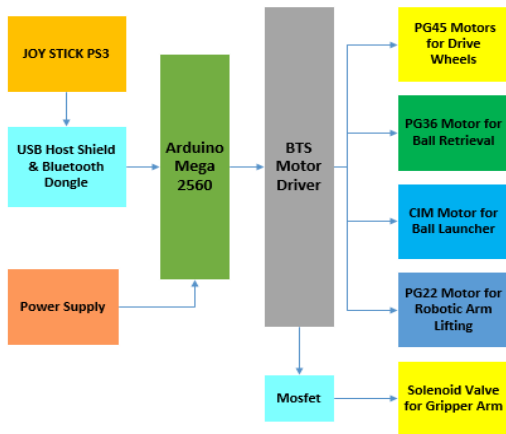 JOY STICK PS3
USB Host Shield
& Bluetooth
Dongle
Power Supply
Arduino
Mega
2560
BTS
Motor
Driver
Mosfet
PG45 Motors
for Drive
Wheels
PG36 Motor for
Ball Retrieval
CIM Motor for
Ball Launcher
PG22 Motor for
Robotic Arm
Lifting
Solenoid Valve
for Gripper Arm